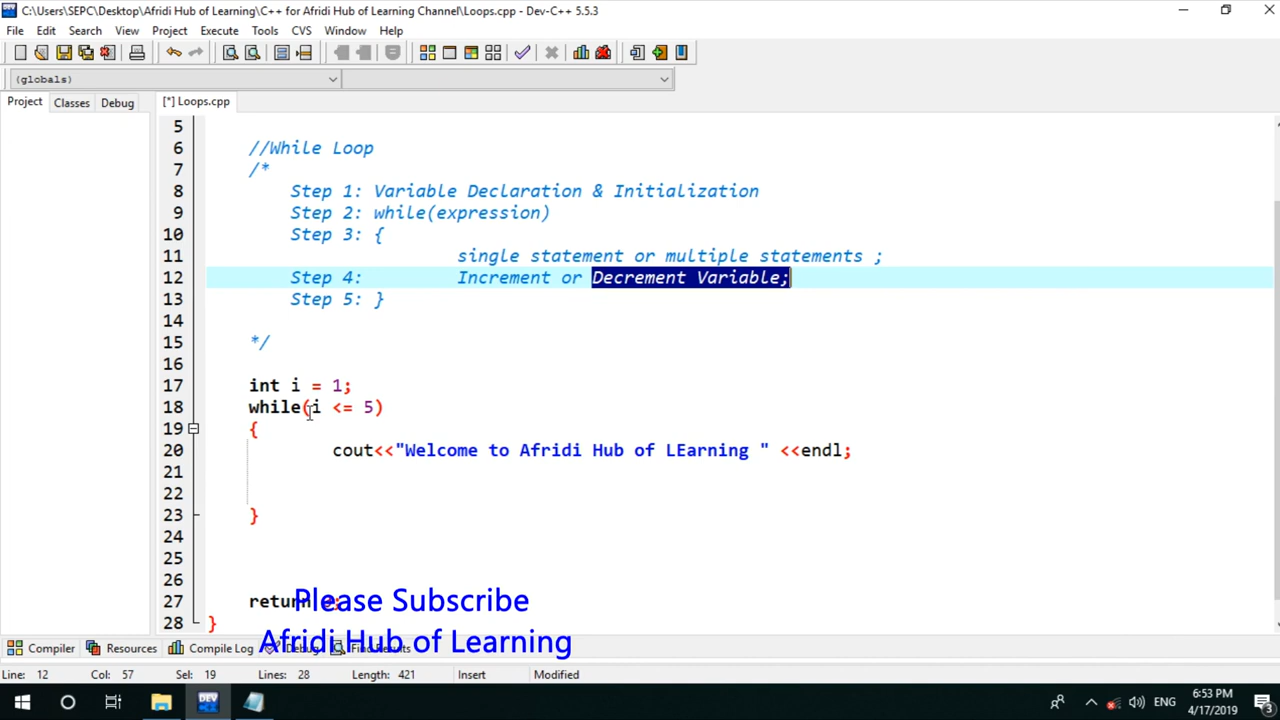 C:\Users\SEPC\Desktop\Afridi Hub of Learning\C++ for Afridi Hub of Learning Channel\Loops.cpp - Dev-C++ 5.5.3
File Edit Search View Project Execute Tools CVS Window Help
(globals)
Project Classes Debug [*] Loops.cpp
5
6 //While Loop
7 /*
8 Step 1: Variable Declaration & Initialization
9 Step 2: while(expression)
10 Step 3: {
11 single statement or multiple statements ;
12 Step 4: Increment or Decrement Variable;
13 Step 5: }
14
15 */
16
17 int i = 1;
18 while(i <= 5)
19 {
20 cout<<"Welcome to Afridi Hub of LEarning " <<endl;
21
22
23 }
24
25
26
27 return
28 }
Please Subscribe
Afridi Hub of Learning
Compiler Resources Compile Log Debug Find Results
Line: 12 Col: 57 Sel: 19 Lines: 28 Length: 421 Insert Modified
DEV ENG 6:53 PM
4/17/2019
3